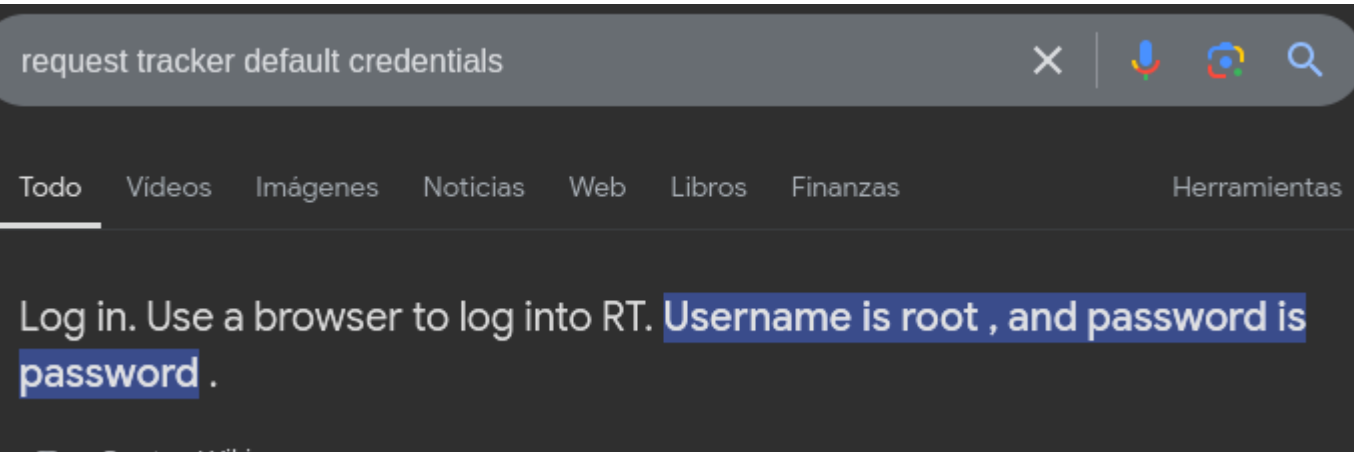 request tracker default credentials
Todo Vídeos Imágenes Noticias Web Libros Finanzas Herramientas
Log in. Use a browser to log into RT. Username is root , and password is
password .